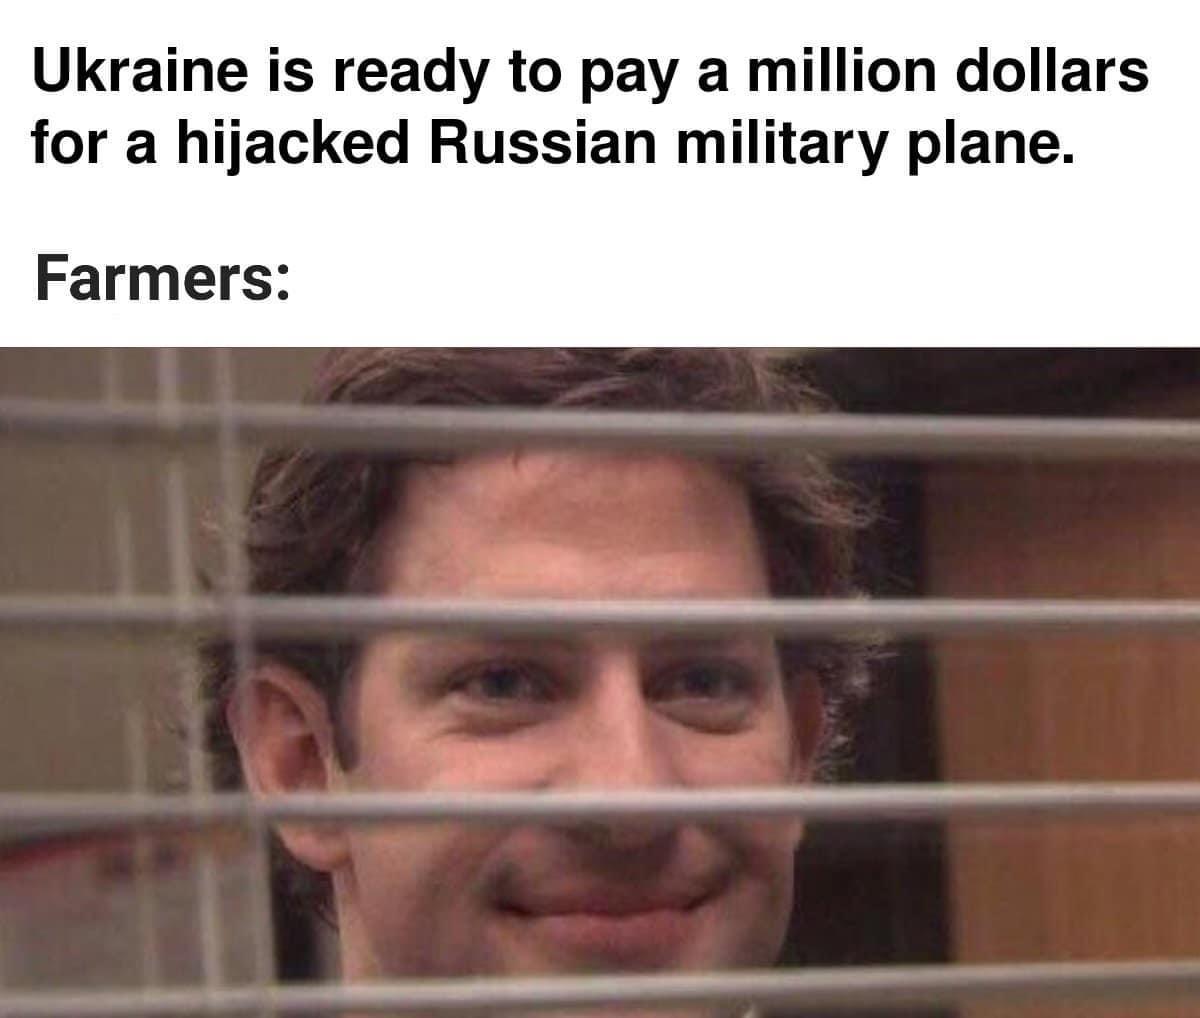 Ukraine is ready to pay a million dollars
for a hijacked Russian military plane.
Farmers: